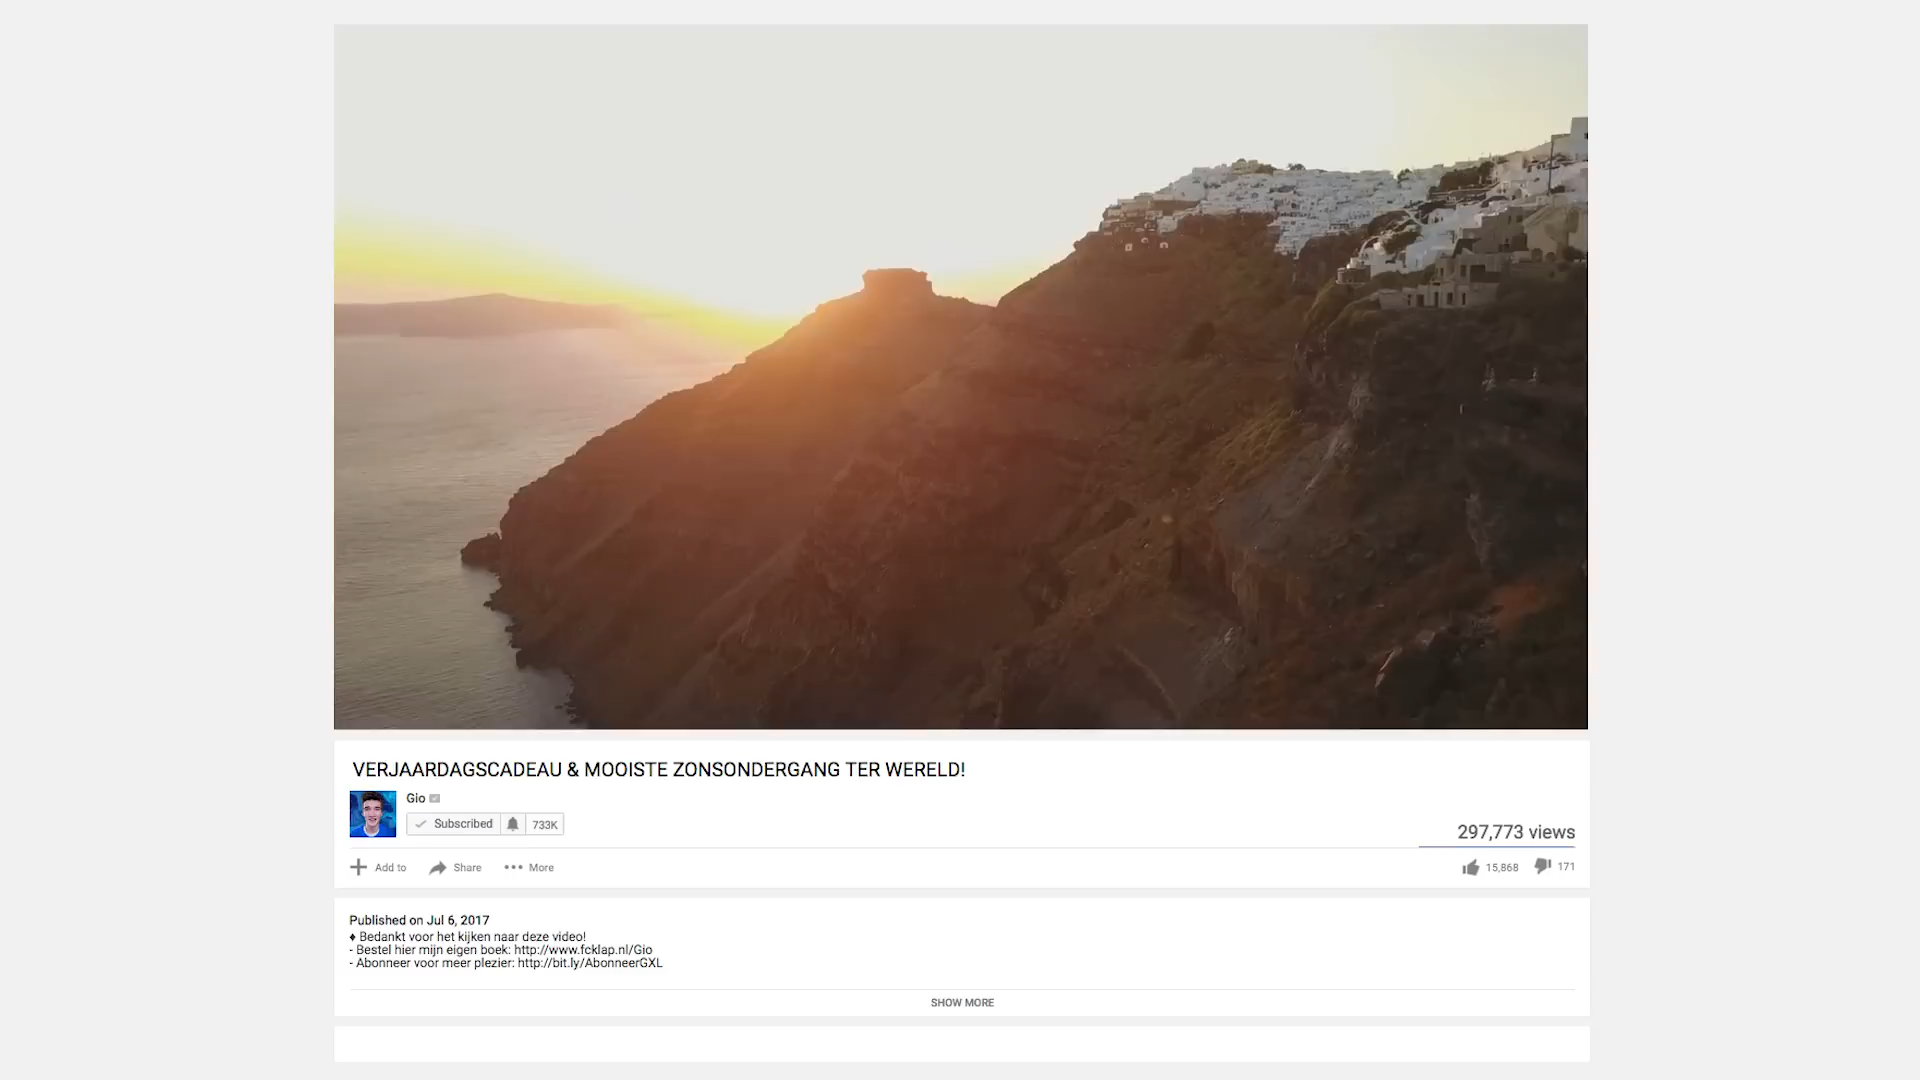 VERJAARDAGSCADEAU & MOOISTE ZONSONDERGANG TER WERELD!
Gio
Subscribed 733K
297,773 views
Add to Share More 15,868 171
Published on Jul 6, 2017
♦ Bedankt voor het kijken naar deze video!
- Bestel hier mijn eigen boek: http://www.fcklap.nl/Gio
- Abonneer voor meer plezier: http://bit.ly/AbonneerGXL
SHOW MORE